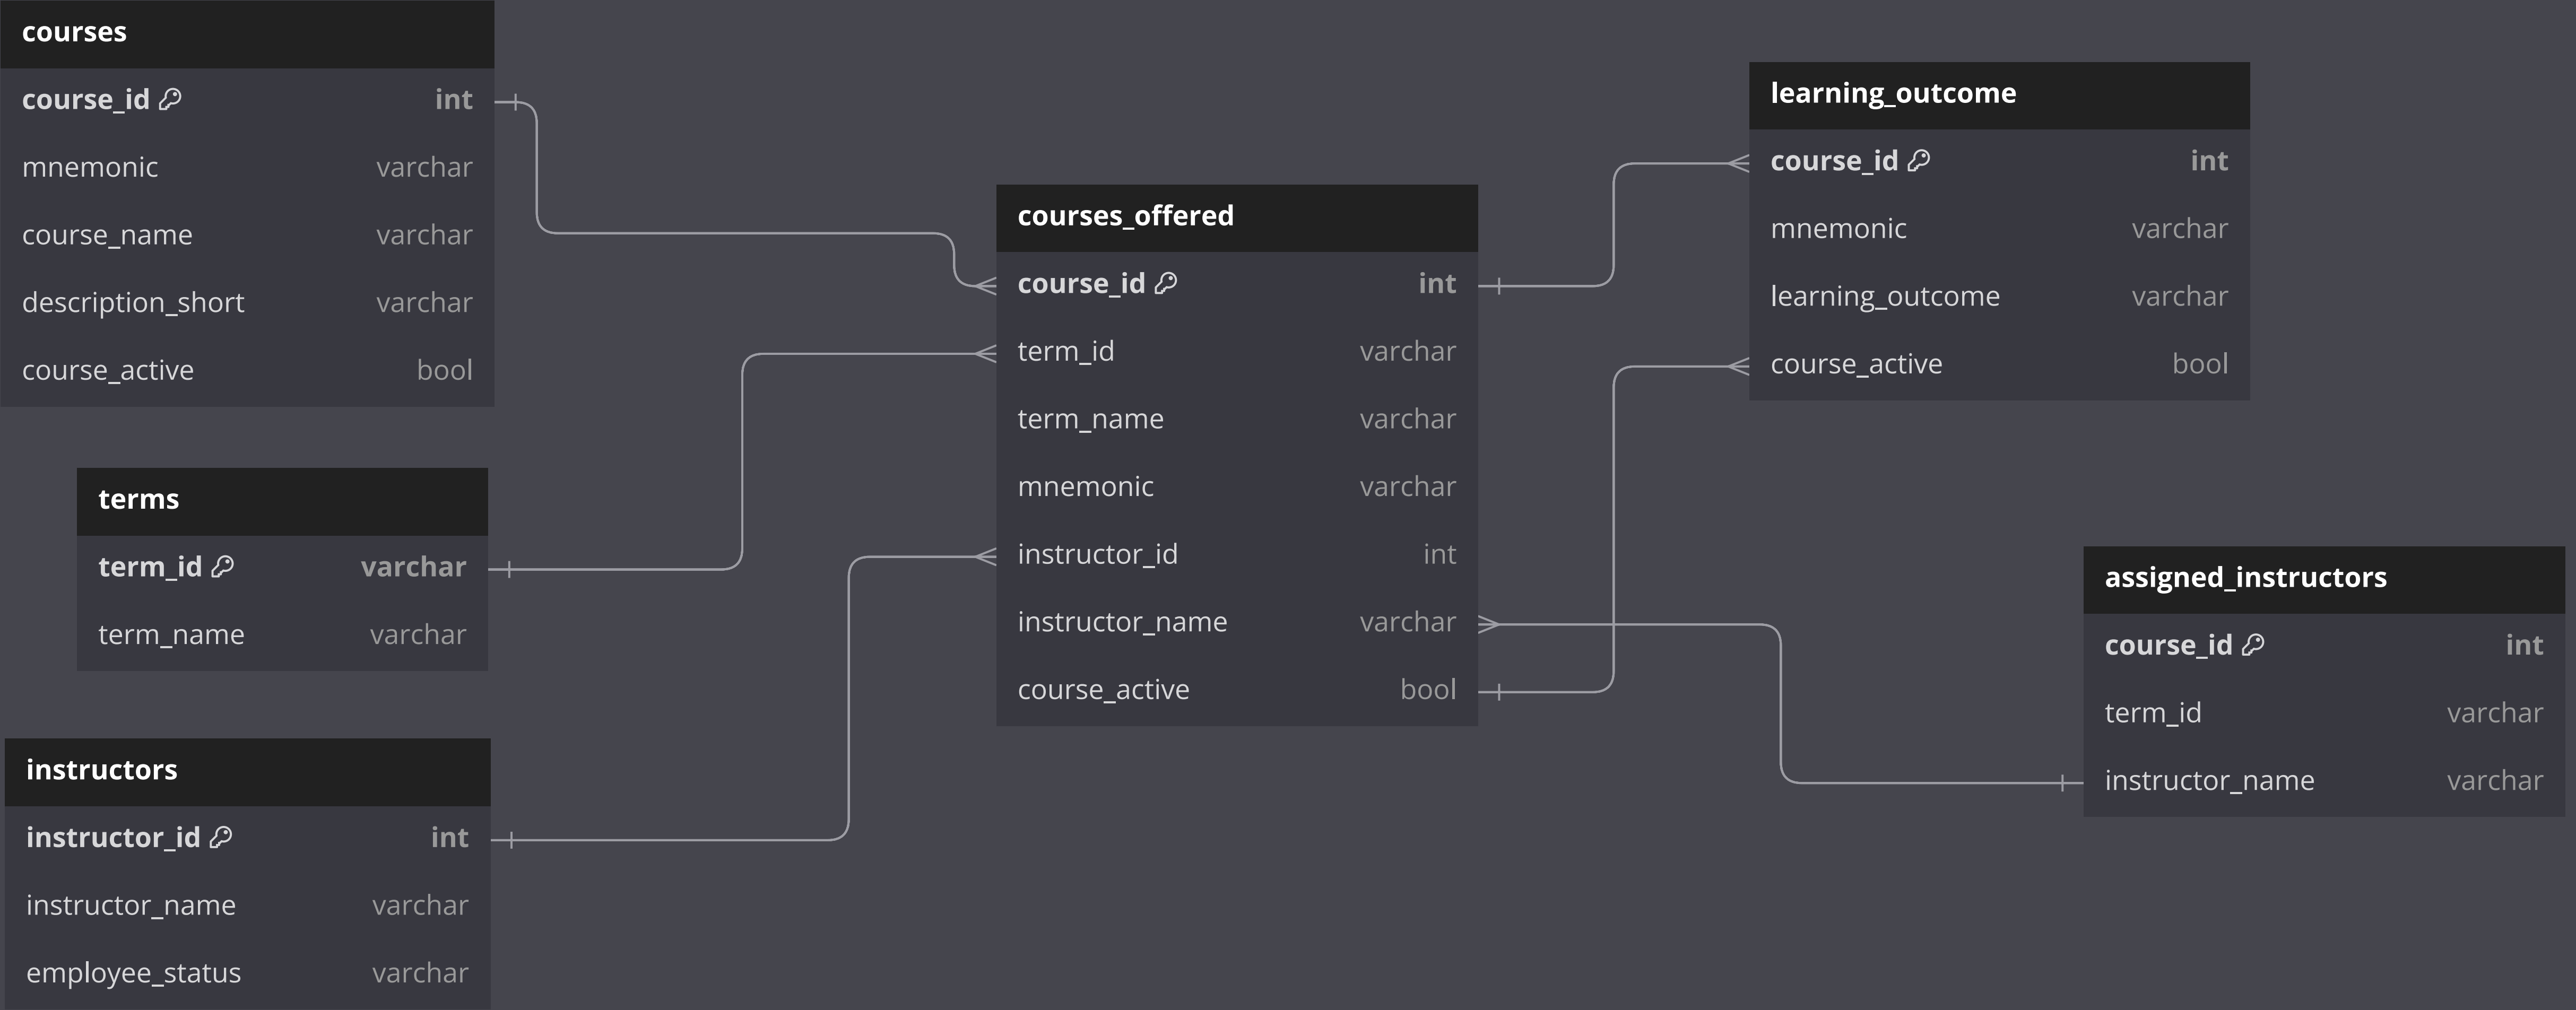 courses
course_id int
mnemonic varchar
course_name varchar
description_short varchar
course_active bool
terms
term_id varchar
term_name varchar
instructors
instructor_id int
instructor_name varchar
employee_status varchar
courses_offered
course_id int
term_id varchar
term_name varchar
mnemonic varchar
instructor_id int
instructor_name varchar
course_active bool
learning_outcome
course_id int
mnemonic varchar
learning_outcome varchar
course_active bool
assigned_instructors
course_id int
term_id varchar
instructor_name varchar